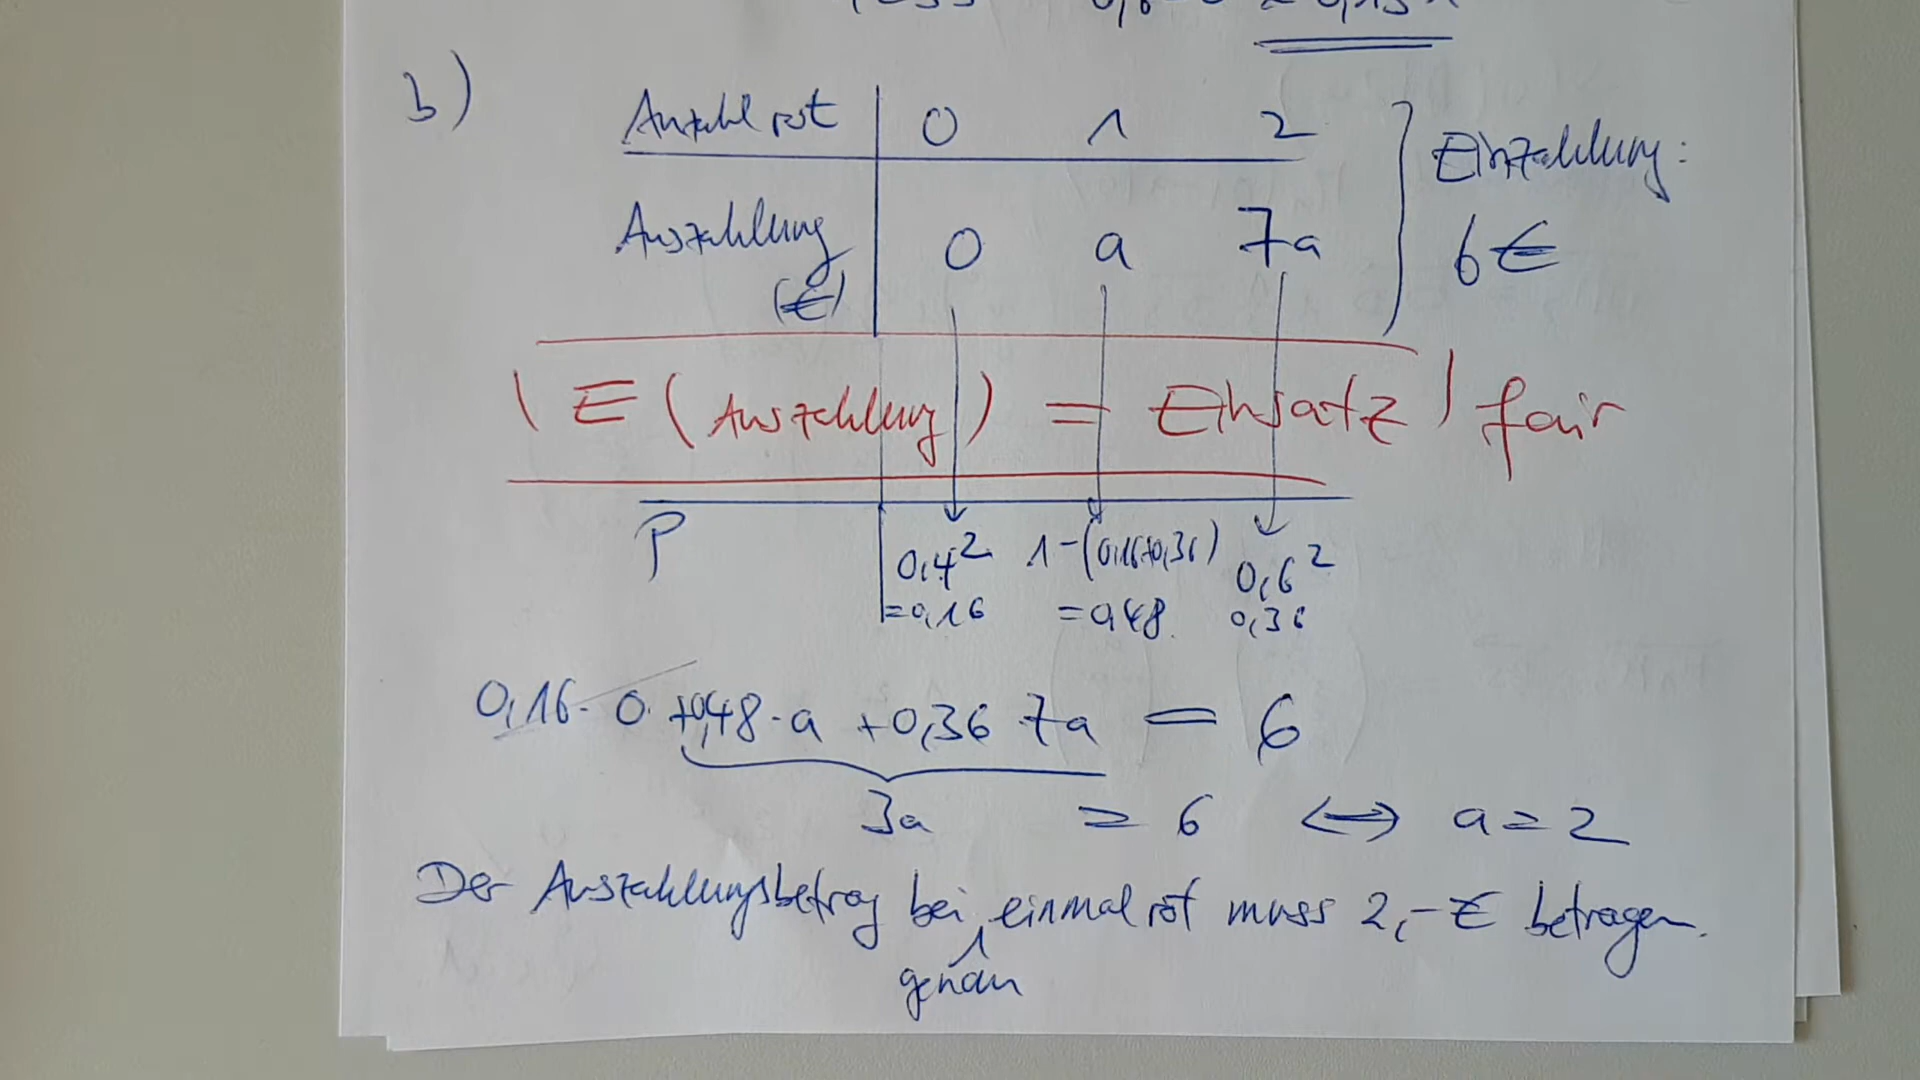 b)
Anzahl rot 0 1 2
Einzahlung:
Auszahlung (€) 0 a 7a
6€
E(Auszahlung) = Einsatz fair
P 0,4² 1-(0,16+0,36) 0,6²
=0,16 =0,48 0,36
0,16 · 0 + 0,48 · a + 0,36 7a = 6
3a = 6 ⟺ a = 2
Der Auszahlungsbetrag bei einmal rot muss 2,-€ betragen.
genau